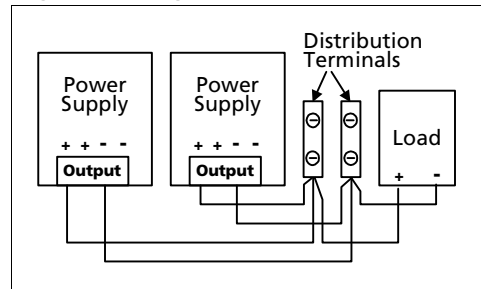 Distribution
Terminals
Power
Supply
+ + - -
Output
Power
Supply
+ + - -
Output
Load
+ -